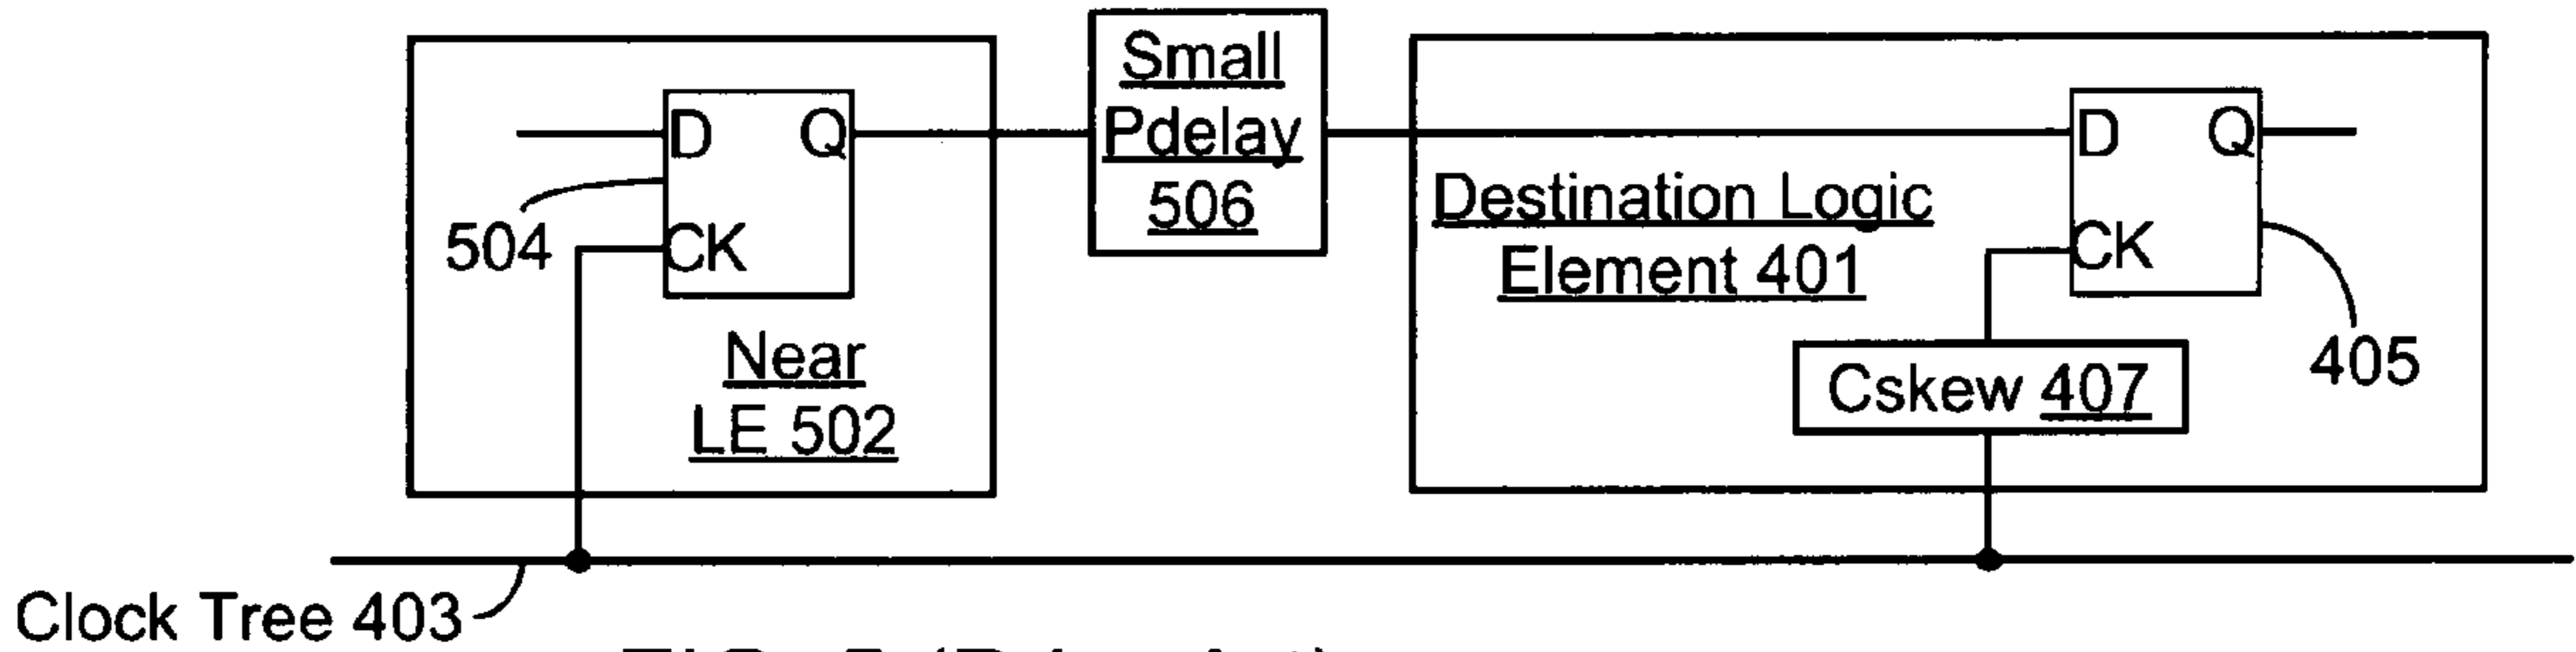 Small
Pdelay
506
D Q
CK
504
Near
LE 502
Destination Logic
Element 401
D Q
CK
405
Cskew 407
Clock Tree 403